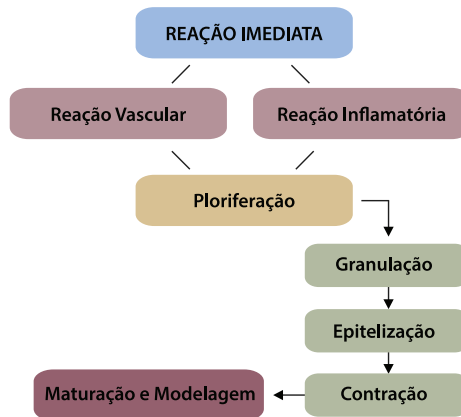 REAÇÃO IMEDIATA
Reação Vascular
Reação Inflamatória
Ploriferação
Granulação
Epitelização
Contração
Maturação e Modelagem